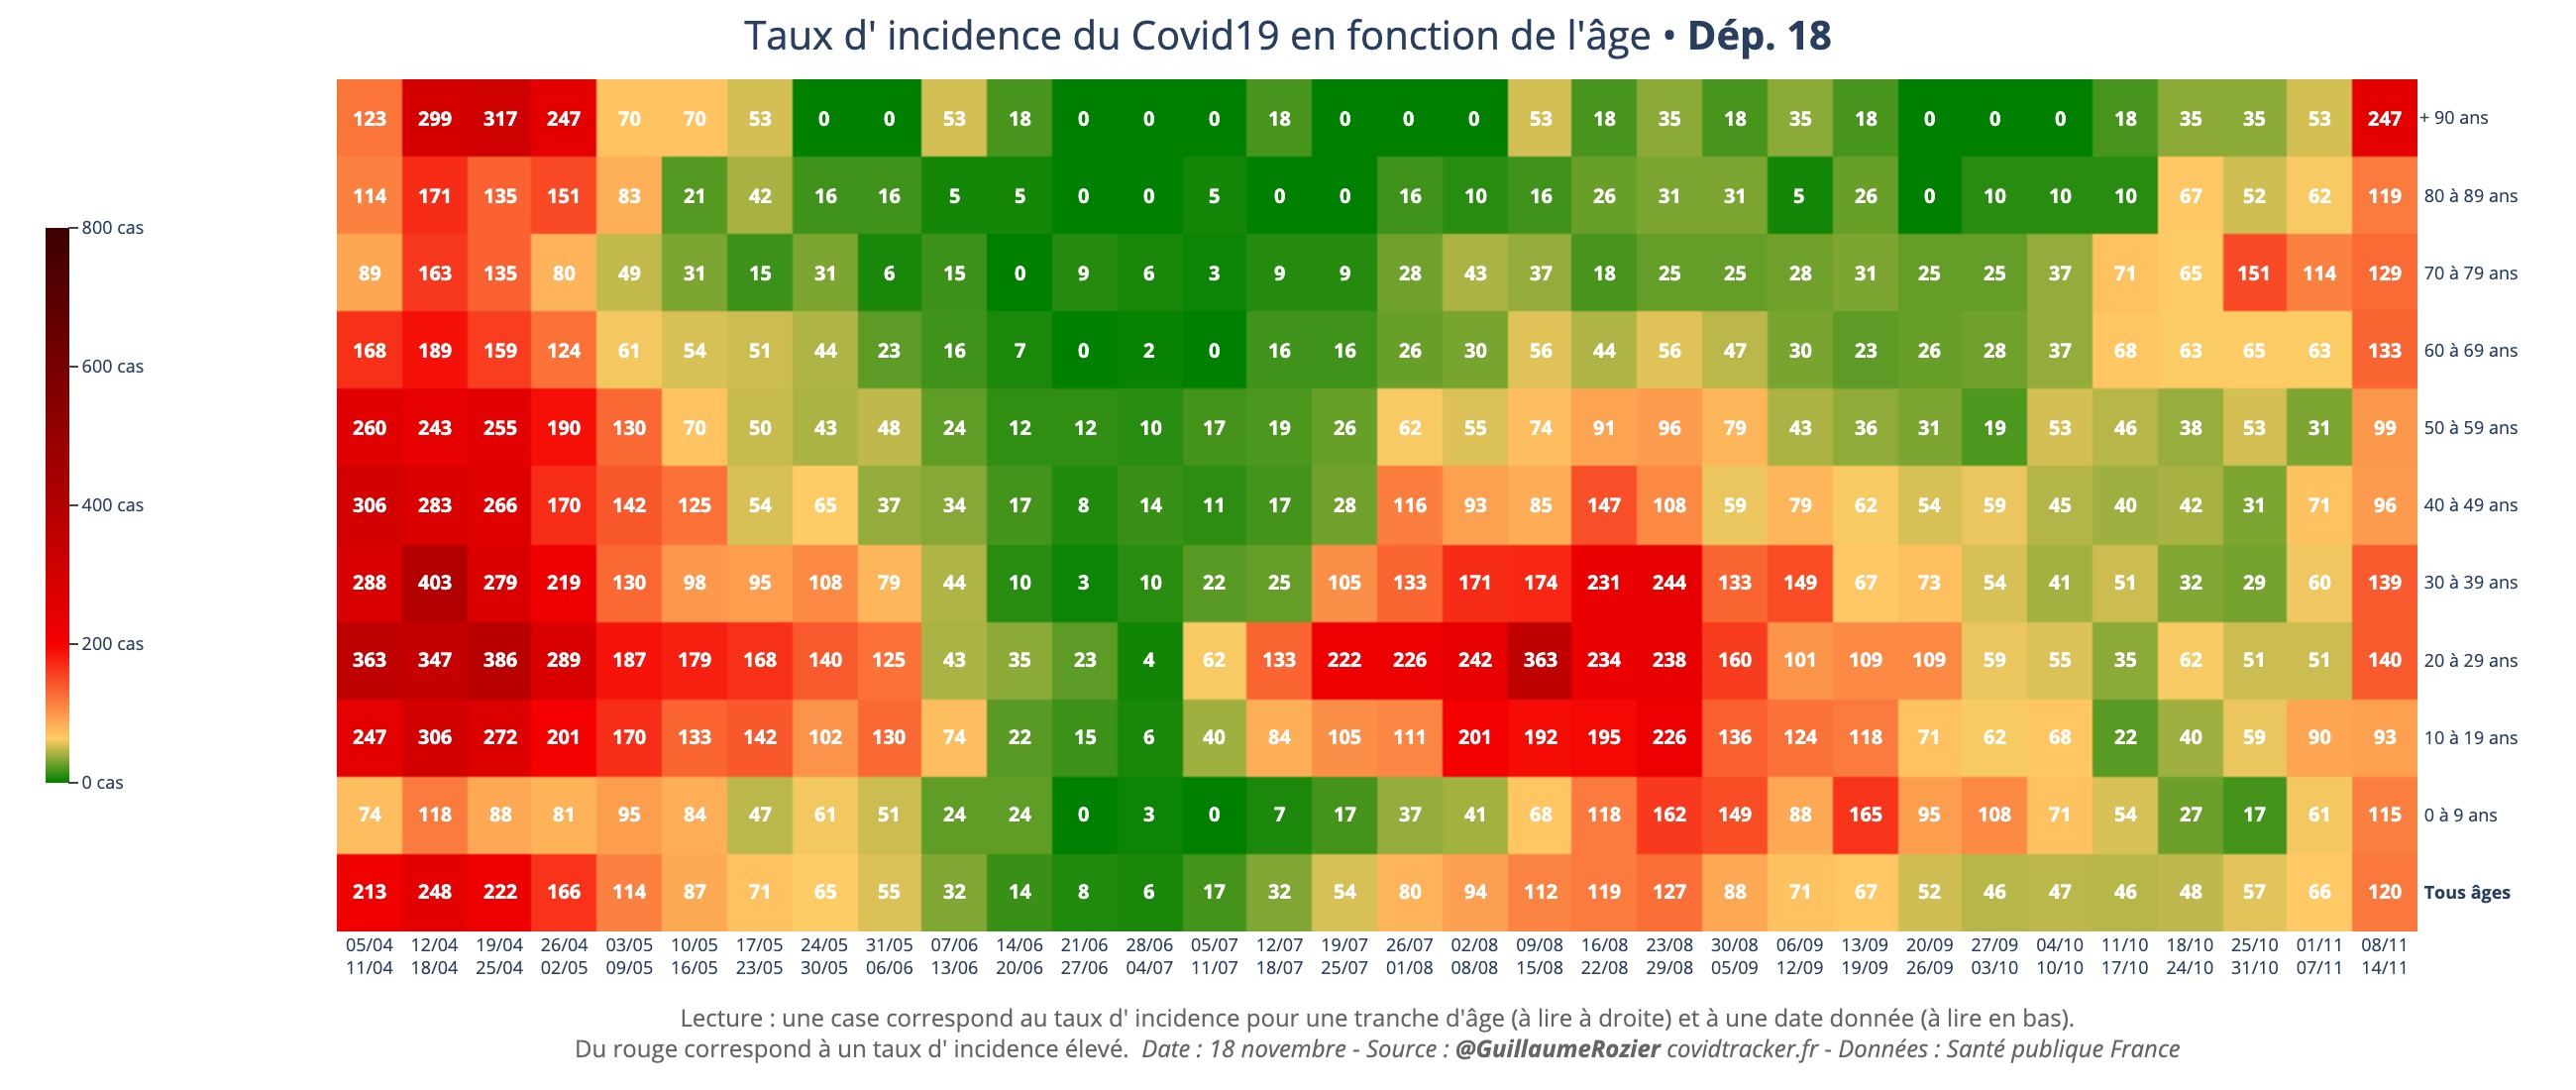 Taux d' incidence du Covid19 en fonction de l'âge • Dép. 18
800 cas
600 cas
400 cas
200 cas
0 cas
123 299 317 247 70 70 53 0 0 53 18 0 0 0 18 0 0 0 53 18 35 18 35 18 0 0 0 18 35 35 53 247 + 90 ans
114 171 135 151 83 21 42 16 16 5 5 0 0 5 0 0 16 10 16 26 31 31 5 26 0 10 10 10 67 52 62 119 80 à 89 ans
89 163 135 80 49 31 15 31 6 15 0 9 6 3 9 9 28 43 37 18 25 25 28 31 25 25 37 71 65 151 114 129 70 à 79 ans
168 189 159 124 61 54 51 44 23 16 7 0 2 0 16 16 26 30 56 44 56 47 30 23 26 28 37 68 63 65 63 133 60 à 69 ans
260 243 255 190 130 70 50 43 48 24 12 12 10 17 19 26 62 55 74 91 96 79 43 36 31 19 53 46 38 53 31 99 50 à 59 ans
306 283 266 170 142 125 54 65 37 34 17 8 14 11 17 28 116 93 85 147 108 59 79 62 54 59 45 40 42 31 71 96 40 à 49 ans
288 403 279 219 130 98 95 108 79 44 10 3 10 22 25 105 133 171 174 231 244 133 149 67 73 54 41 51 32 29 60 139 30 à 39 ans
363 347 386 289 187 179 168 140 125 43 35 23 4 62 133 222 226 242 363 234 238 160 101 109 109 59 55 35 62 51 51 140 20 à 29 ans
247 306 272 201 170 133 142 102 130 74 22 15 6 40 84 105 111 201 192 195 226 136 124 118 71 62 68 22 40 59 90 93 10 à 19 ans
74 118 88 81 95 84 47 61 51 24 24 0 3 0 7 17 37 41 68 118 162 149 88 165 95 108 71 54 27 17 61 115 0 à 9 ans
213 248 222 166 114 87 71 65 55 32 14 8 6 17 32 54 80 94 112 119 127 88 71 67 52 46 47 46 48 57 66 120 Tous âges
05/04 12/04 19/04 26/04 03/05 10/05 17/05 24/05 31/05 07/06 14/06 21/06 28/06 05/07 12/07 19/07 26/07 02/08 09/08 16/08 23/08 30/08 06/09 13/09 20/09 27/09 04/10 11/10 18/10 25/10 01/11 08/11
11/04 18/04 25/04 02/05 09/05 16/05 23/05 30/05 06/06 13/06 20/06 27/06 04/07 11/07 18/07 25/07 01/08 08/08 15/08 22/08 29/08 05/09 12/09 19/09 26/09 03/10 10/10 17/10 24/10 31/10 07/11 14/11
Lecture : une case correspond au taux d' incidence pour une tranche d'âge (à lire à droite) et à une date donnée (à lire en bas).
Du rouge correspond à un taux d' incidence élevé. Date : 18 novembre - Source : @GuillaumeRozier covidtracker.fr - Données : Santé publique France